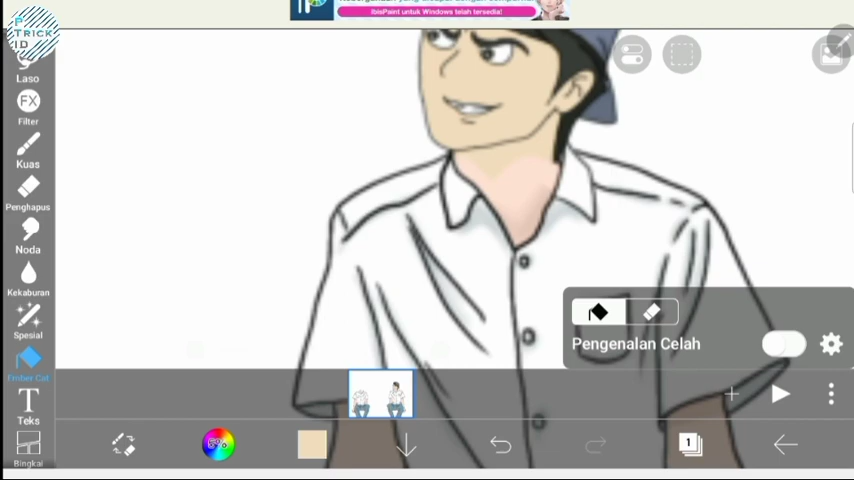 IbisPaint untuk Windows telah tersedia!
P
TRICK
ID
Laso
FX
Filter
Kuas
Penghapus
Noda
Kekaburan
Spesial
Ember Cat
T
Teks
Bingkai
Pengenalan Celah
1